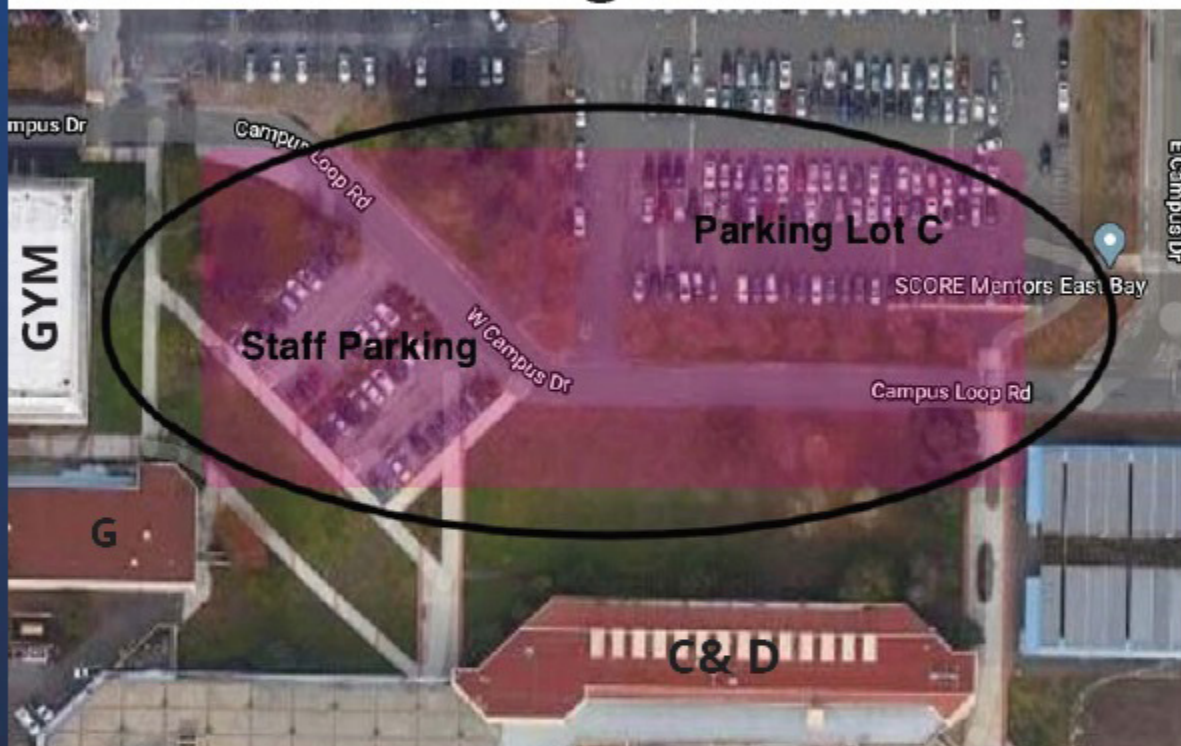 mpus Dr
Campus Loop Rd
E Campus Dr
Parking Lot C
GYM
SCORE Mentors East Bay
Staff Parking
W Campus Dr
Campus Loop Rd
G
C& D